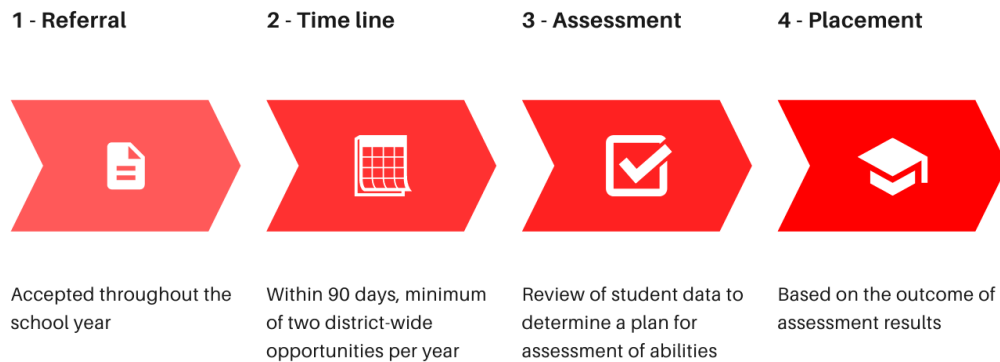 1 - Referral
2 - Time line
3 - Assessment
4 - Placement
Accepted throughout the
school year
Within 90 days, minimum
of two district-wide
opportunities per year
Review of student data to
determine a plan for
assessment of abilities
Based on the outcome of
assessment results